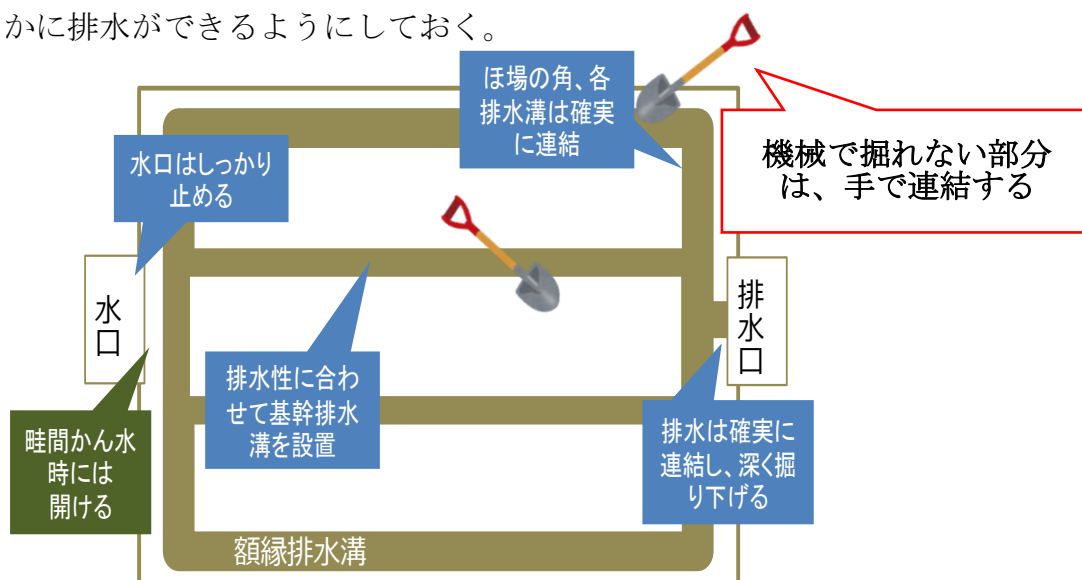 かに排水ができるようにしておく。
ほ場の角、各
排水溝は確実
に連結
機械で掘れない部分
は、手で連結する
水口はしっかり
止める
水口
排水口
排水性に合わ
せて基幹排水
溝を設置
畦間かん水
時には
開ける
排水は確実に
連結し、深く掘
り下げる
額縁排水溝